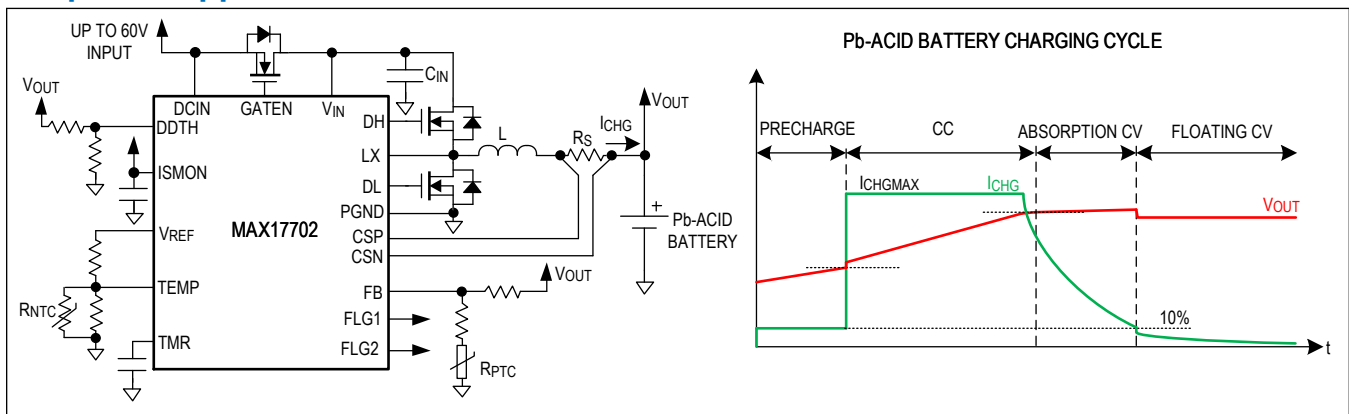 UP TO 60V
INPUT
VOUT
DCIN
GATEN
VIN
CIN
DDTH
ISMON
VREF
TEMP
TMR
RNTC
MAX17702
DH
LX
DL
PGND
CSP
CSN
FB
FLG1
FLG2
L
RS
ICHG
VOUT
+
Pb-ACID
BATTERY
VOUT
RPTC
Pb-ACID BATTERY CHARGING CYCLE
PRECHARGE
CC
ABSORPTION CV
FLOATING CV
ICHGMAX
ICHG
VOUT
10%
t